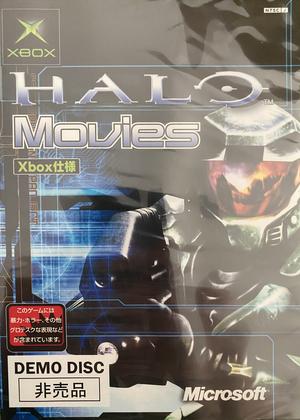 NTSC J
XBOX
HALO
TM
Movies
Xbox仕様
このゲームには
暴力・ホラー、その他
グロテスクな表現など
が含まれています。
DEMO DISC
非売品
Microsoft